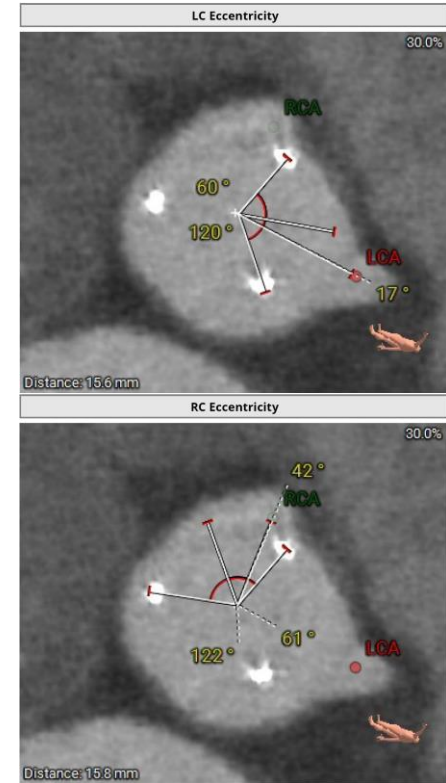 LC Eccentricity
30.0%
RCA
60 °
120 °
LCA
17 °
Distance: 15.6 mm
RC Eccentricity
30.0%
42 °
RCA
61 °
122 °
LCA
Distance: 15.8 mm